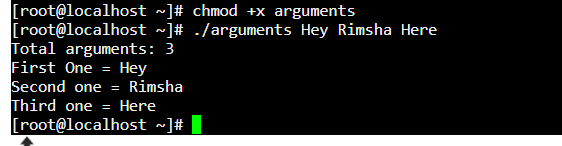 [root@localhost ~]# chmod +x arguments
[root@localhost ~]# ./arguments Hey Rimsha Here
Total arguments: 3
First One = Hey
Second one = Rimsha
Third one = Here
[root@localhost ~]#